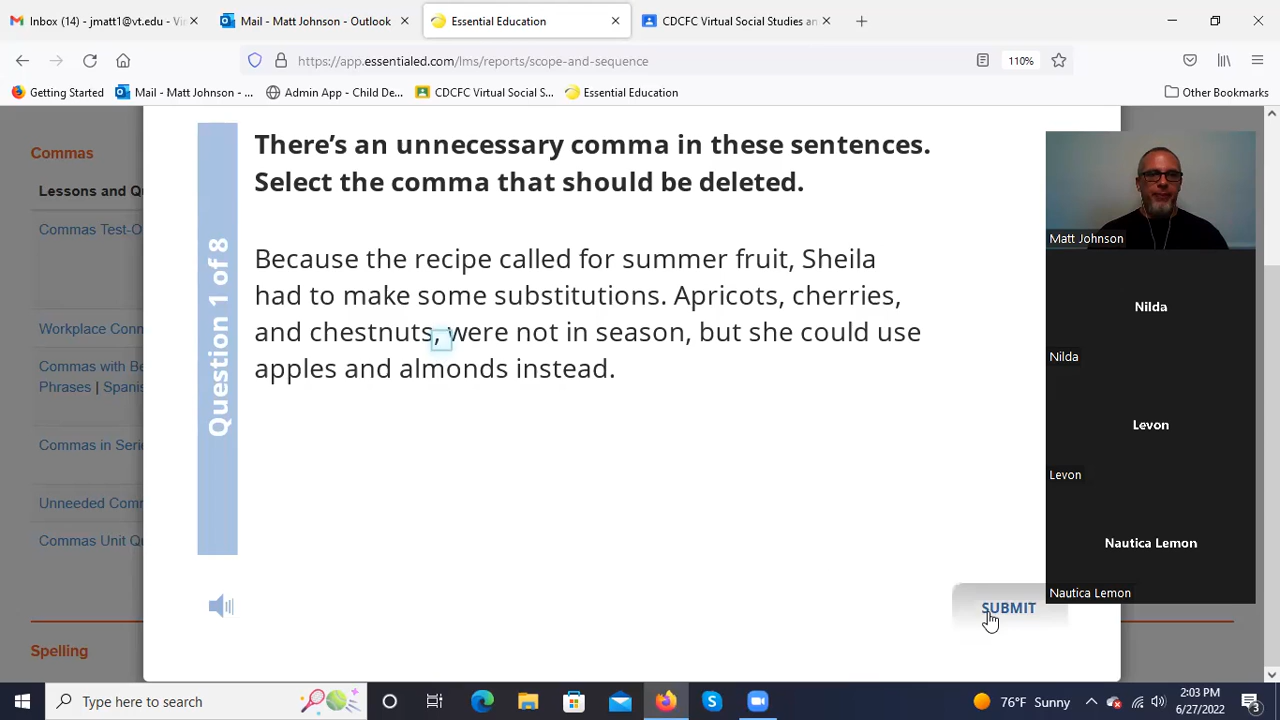 Inbox (14) - jmatt1@vt.edu - Vi
Mail - Matt Johnson - Outlook
Essential Education
CDCFC Virtual Social Studies an
https://app.essentialed.com/lms/reports/scope-and-sequence
110%
Getting Started
Mail - Matt Johnson - ...
Admin App - Child De...
CDCFC Virtual Social S...
Essential Education
Other Bookmarks
Commas
Lessons and Qu
Commas Test-O
Workplace Conn
Commas with Be
Phrases | Spanis
Commas in Serie
Unneeded Comm
Commas Unit Qu
Spelling
Question 1 of 8
There's an unnecessary comma in these sentences.
Select the comma that should be deleted.
Because the recipe called for summer fruit, Sheila
had to make some substitutions. Apricots, cherries,
and chestnuts, were not in season, but she could use
apples and almonds instead.
SUBMIT
Matt Johnson
Nilda
Nilda
Levon
Levon
Nautica Lemon
Nautica Lemon
Type here to search
76°F Sunny
2:03 PM
6/27/2022
3